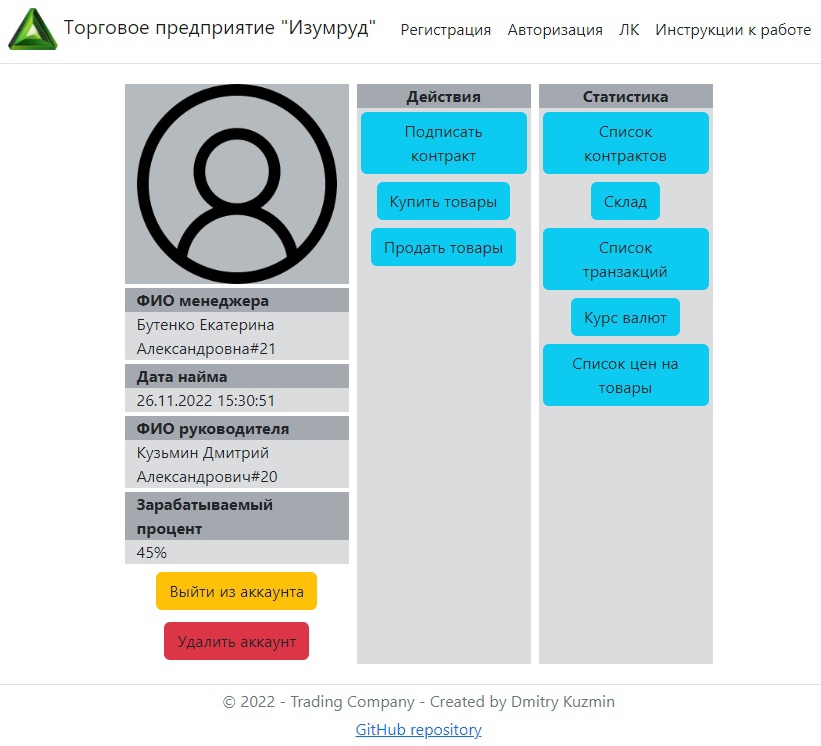 Торговое предприятие "Изумруд"
Регистрация
Авторизация
ЛК
Инструкции к работе
ФИО менеджера
Бутенко Екатерина
Александровна#21
Дата найма
26.11.2022 15:30:51
ФИО руководителя
Кузьмин Дмитрий
Александрович#20
Зарабатываемый
процент
45%
Выйти из аккаунта
Удалить аккаунт
Действия
Подписать
контракт
Купить товары
Продать товары
Статистика
Список
контрактов
Склад
Список
транзакций
Курс валют
Список цен на
товары
© 2022 - Trading Company - Created by Dmitry Kuzmin
GitHub repository